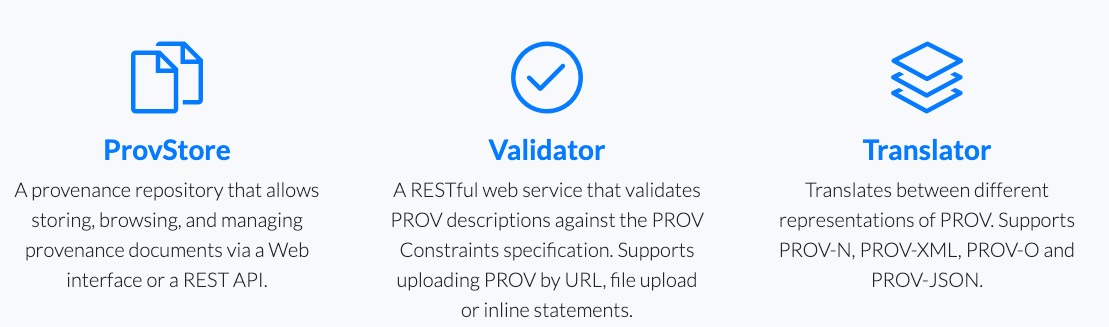 ProvStore
A provenance repository that allows
storing, browsing, and managing
provenance documents via a Web
interface or a REST API.
Validator
A RESTful web service that validates
PROV descriptions against the PROV
Constraints specification. Supports
uploading PROV by URL, file upload
or inline statements.
Translator
Translates between different
representations of PROV. Supports
PROV-N, PROV-XML, PROV-O and
PROV-JSON.